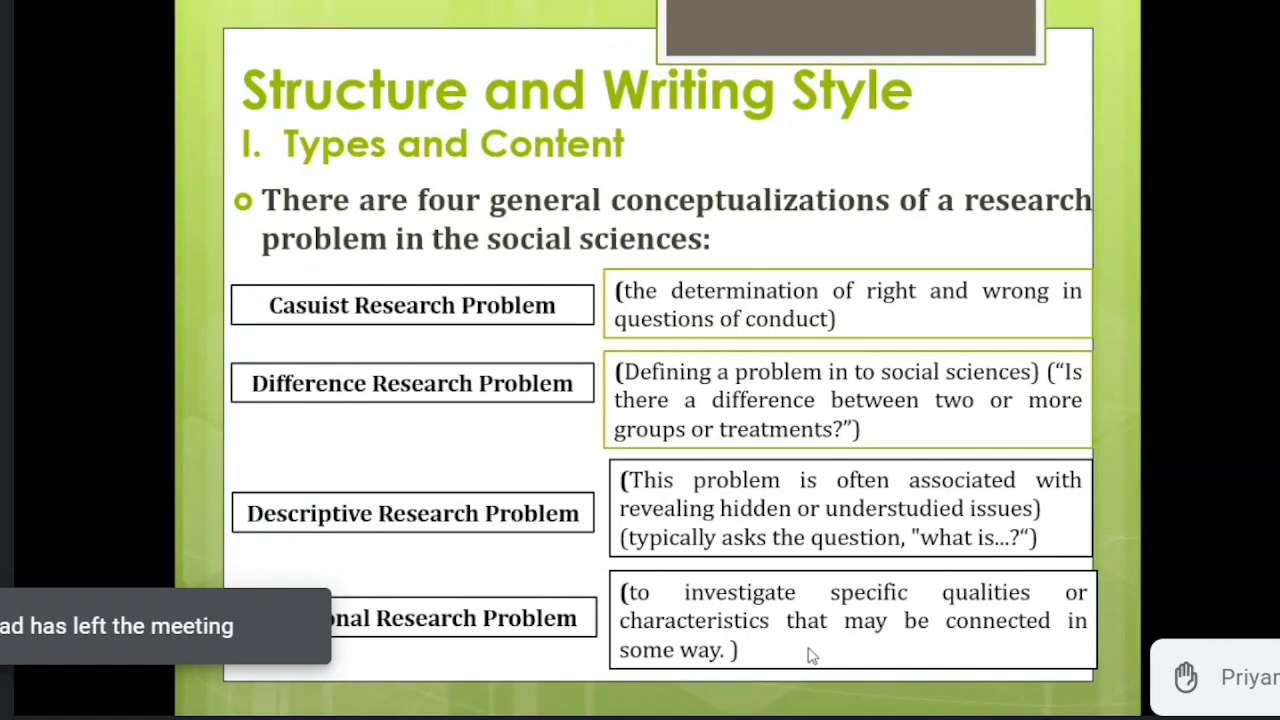 Structure and Writing Style
I. Types and Content
There are four general conceptualizations of a research
problem in the social sciences:
Casuist Research Problem
(the determination of right and wrong in
questions of conduct)
Difference Research Problem
(Defining a problem in to social sciences) (“Is
there a difference between two or more
groups or treatments?”)
Descriptive Research Problem
(This problem is often associated with
revealing hidden or understudied issues)
(typically asks the question, "what is...?“)
Research Problem
(to investigate specific qualities or
characteristics that may be connected in
some way. )
has left the meeting